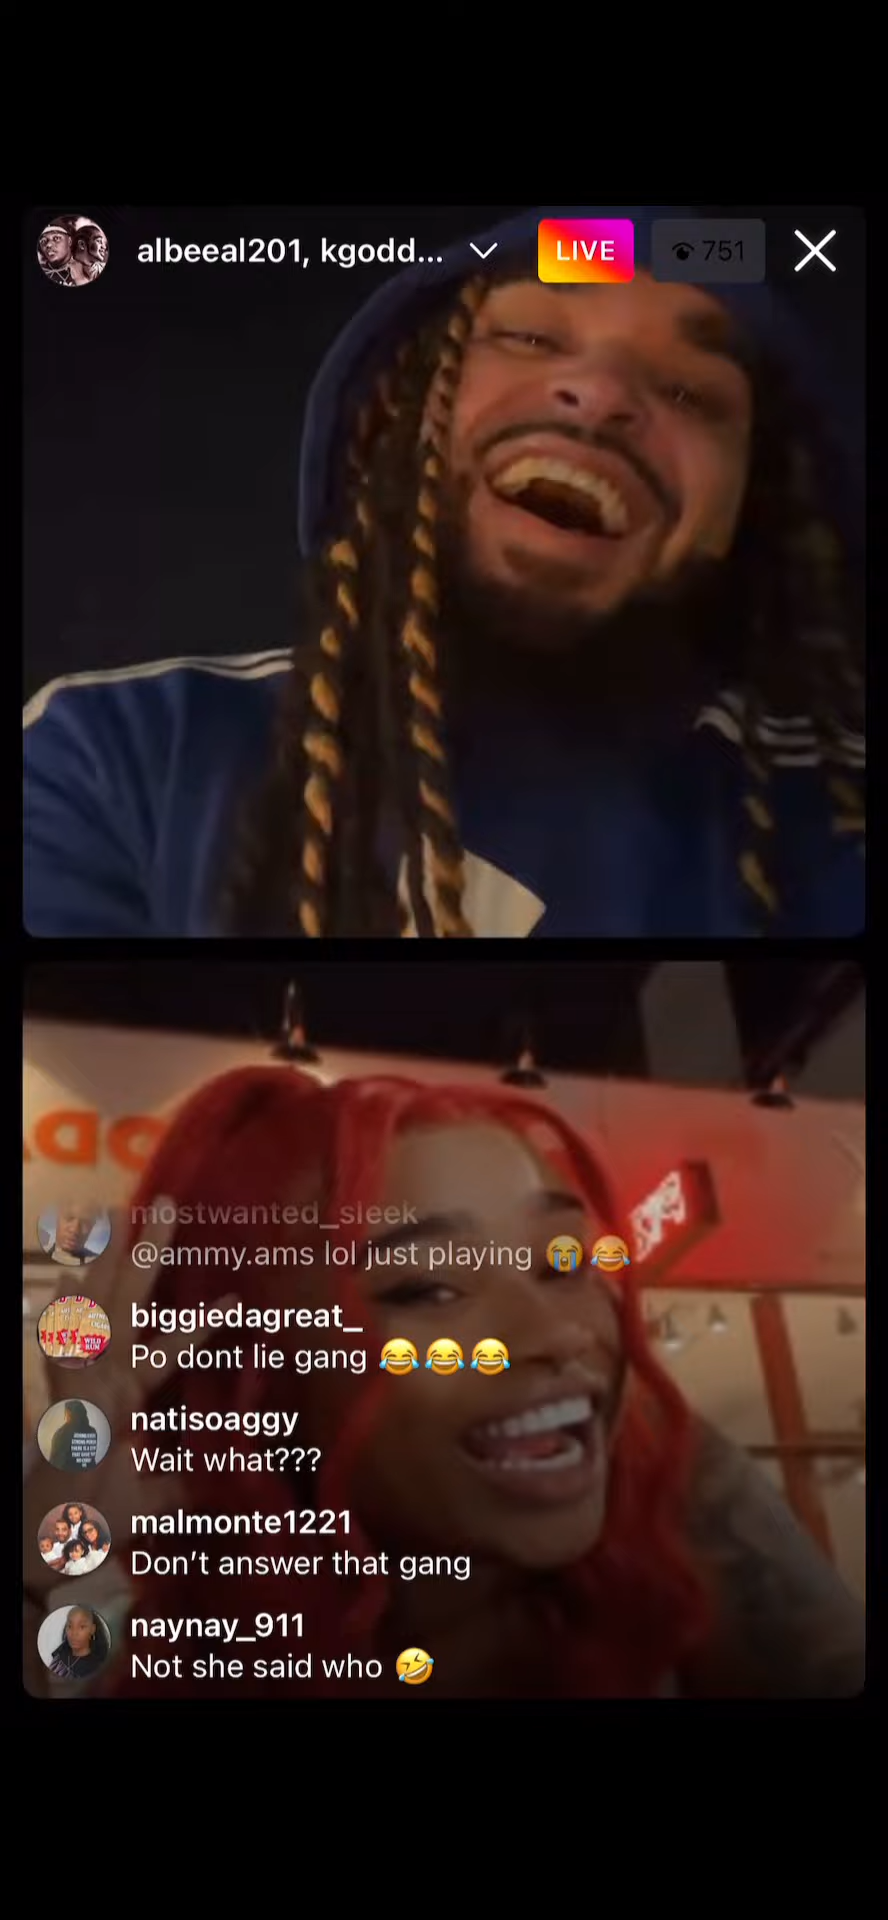 albeeal201, kgodd...
LIVE
751
mostwanted_sleek
@ammy.ams lol just playing 😭😂
biggiedagreat_
Po dont lie gang 😂😂😂
natisoaggy
Wait what???
malmonte1221
Don’t answer that gang
naynay_911
Not she said who 🤣